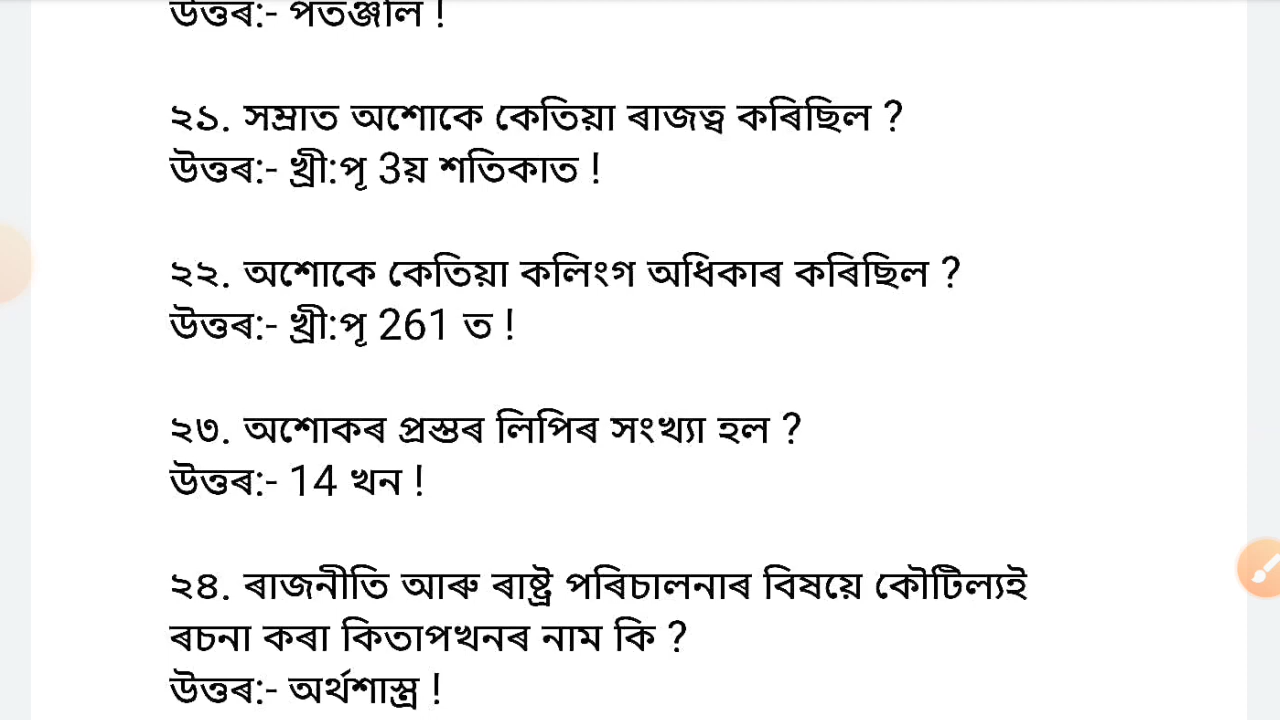 উত্তৰ:- পতঞ্জলি !
২১. সম্রাত অশোকে কেতিয়া ৰাজত্ব কৰিছিল ?
উত্তৰ:- খ্রী:পূ 3য় শতিকাত !
২২. অশোকে কেতিয়া কলিংগ অধিকাৰ কৰিছিল ?
উত্তৰ:- খ্রী:পূ 261 ত !
২৩. অশোকৰ প্ৰস্তৰ লিপিৰ সংখ্যা হল ?
উত্তৰ:- 14 খন !
২৪. ৰাজনীতি আৰু ৰাষ্ট্ৰ পৰিচালনাৰ বিষয়ে কৌটিল্যই
ৰচনা কৰা কিতাপখনৰ নাম কি ?
উত্তৰ:- অৰ্থশাস্ত্ৰ !